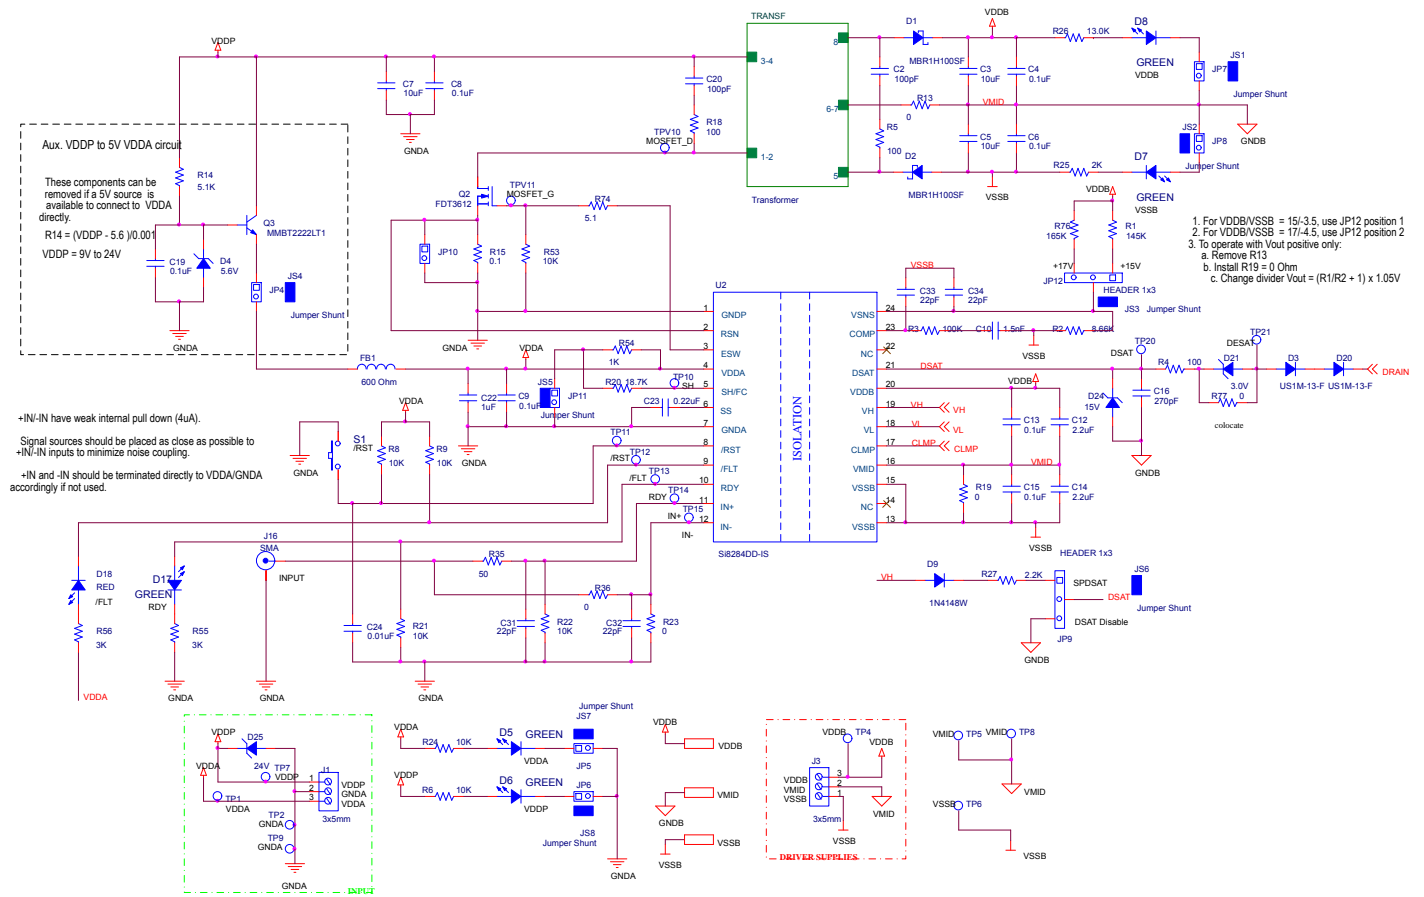 TRANSF
VDDP
3-4
1-2
8
6-7
5
Transformer
C7
10uF
C8
0.1uF
GNDA
C20
100pF
R18
100
TPV10
MOSFET_D
C2
100pF
R5
100
D1
MBR1H100SF
D2
MBR1H100SF
R13
0
C3
10uF
C4
0.1uF
C5
10uF
C6
0.1uF
VDDB
VMID
VSSB
R26 13.0K
D8
GREEN
VDDB
R25 2K
D7
GREEN
VSSB
JS1
JP7
Jumper Shunt
JS2
JP8
Jumper Shunt
GNDB
Aux. VDDP to 5V VDDA circuit
These components can be
removed if a 5V source is
available to connect to VDDA
directly.
R14 = (VDDP - 5.6 )/0.001
VDDP = 9V to 24V
R14
5.1K
Q3
MMBT2222LT1
C19
0.1uF
D4
5.6V
JS4
JP4
Jumper Shunt
GNDA
Q2
FDT3612
TPV11
MOSFET_G
R74
5.1
JP10
R15
0.1
R53
10K
GNDA
VDDB
R76
165K
R1
145K
+17V
+15V
JP12
HEADER 1x3
JS3 Jumper Shunt
1. For VDDB/VSSB = 15/-3.5, use JP12 position 1
2. For VDDB/VSSB = 17/-4.5, use JP12 position 2
3. To operate with Vout positive only:
a. Remove R13
b. Install R19 = 0 Ohm
c. Change divider Vout = (R1/R2 + 1) x 1.05V
VSSB
C33
22pF
C34
22pF
R3 100K
C10 1.5nF
R2 8.66K
VSSB
U2
ISOLATION
Si8284DD-IS
1 GNDP
2 RSN
3 ESW
4 VDDA
5 SH/FC
6 SS
7 GNDA
8 /RST
9 /FLT
10 RDY
11 IN+
12 IN-
24 VSNS
23 COMP
22 NC
21 DSAT
20 VDDB
19 VH
18 VL
17 CLMP
16 VMID
15 VSSB
14 NC
13 VSSB
FB1
600 Ohm
VDDA
R54
1K
R20 18.7K
TP10
SH
JS5
JP11
Jumper Shunt
C22
1uF
C9
0.1uF
C23 0.22uF
GNDA
DSAT
VH
VH
VL
VL
CLMP
CLMP
VDDB
C13
0.1uF
C12
2.2uF
VMID
R19
0
C15
0.1uF
C14
2.2uF
VSSB
TP20
DSAT
TP21
DESAT
R4 100
D21
3.0V
R77
0
colocate
D3
US1M-13-F
D20
US1M-13-F
DRAIN
D24
15V
C16
270pF
GNDB
+IN/-IN have weak internal pull down (4uA).
Signal sources should be placed as close as possible to
+IN/-IN inputs to minimize noise coupling.
+IN and -IN should be terminated directly to VDDA/GNDA
accordingly if not used.
GNDA
S1
/RST
VDDA
R8
10K
R9
10K
TP11
/RST
TP12
/FLT
TP13
RDY
TP14
IN+
TP15
IN-
J16
SMA
INPUT
R35
50
R36
0
D18
RED
/FLT
R56
3K
VDDA
D17
GREEN
RDY
R55
3K
GNDA
GNDA
C24
0.01uF
R21
10K
C31
22pF
R22
10K
C32
22pF
R23
0
GNDA
VH
D9
1N4148W
R27 2.2K
HEADER 1x3
SPDSAT
DSAT
DSAT Disable
JP9
JS6
Jumper Shunt
GNDB
VDDP
D25
24V
VDDA
TP7
VDDP
TP1
VDDA
TP2
GNDA
TP9
GNDA
J1
1 VDDP
2 GNDA
3 VDDA
3x5mm
GNDA
INPUT
VDDA
R24 10K
D5
GREEN
VDDA
Jumper Shunt
JS7
JP5
VDDP
R6 10K
D6
GREEN
VDDP
JP6
JS8
Jumper Shunt
GNDA
VDDB
VDDB
VMID
GNDB
VSSB
VSSB
VDDB
TP4
VDDB
J3
VDDB 3
VMID 2
VSSB 1
3x5mm
VMID
VSSB
DRIVER SUPPLIES
VMID TP5
VMID TP8
VMID
VSSB TP6
VSSB